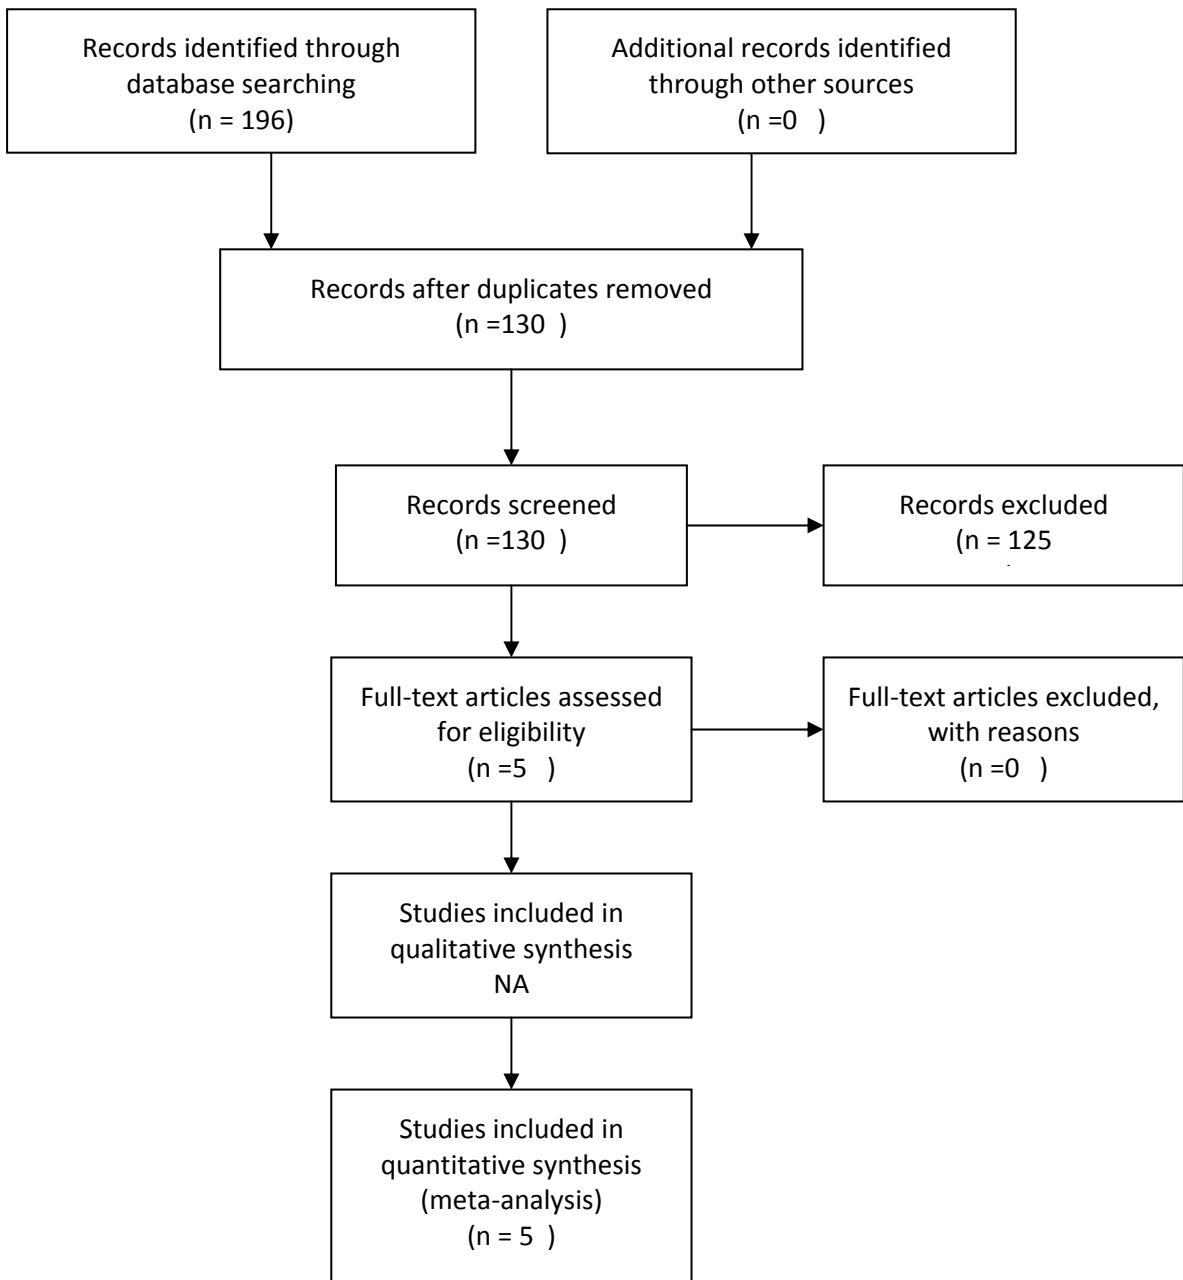 Records identified through
database searching
(n = 196)
Additional records identified
through other sources
(n =0   )
Records after duplicates removed
(n =130  )
Records screened
(n =130  )
Records excluded
(n = 125
Full-text articles assessed
for eligibility
(n =5   )
Full-text articles excluded,
with reasons
(n =0   )
Studies included in
qualitative synthesis
NA
Studies included in
quantitative synthesis
(meta-analysis)
(n = 5  )